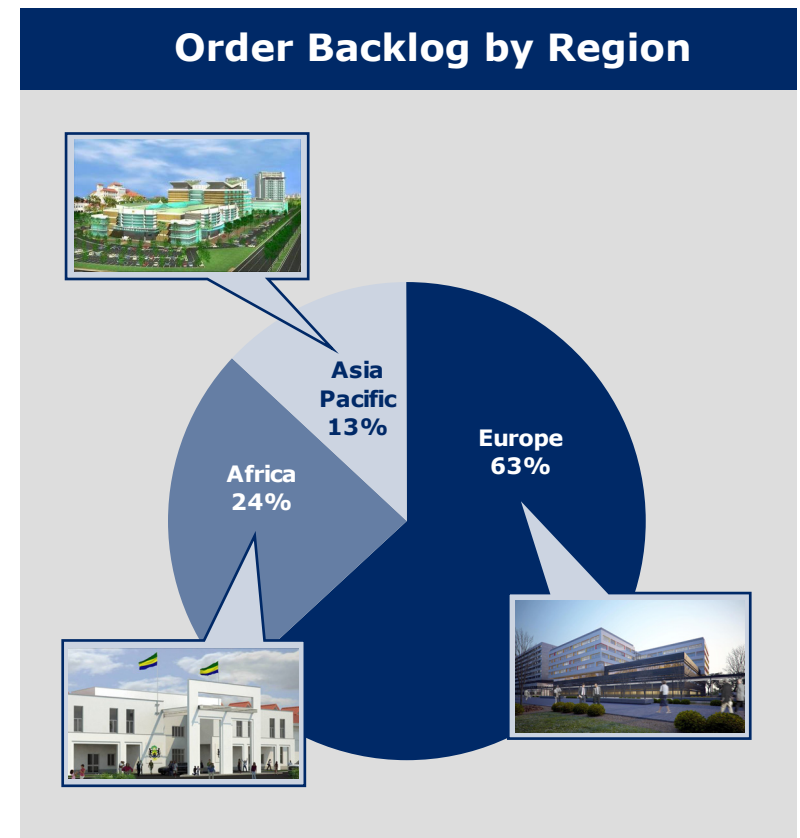 Order Backlog by Region
Asia
Pacific
13%
Europe
63%
Africa
24%